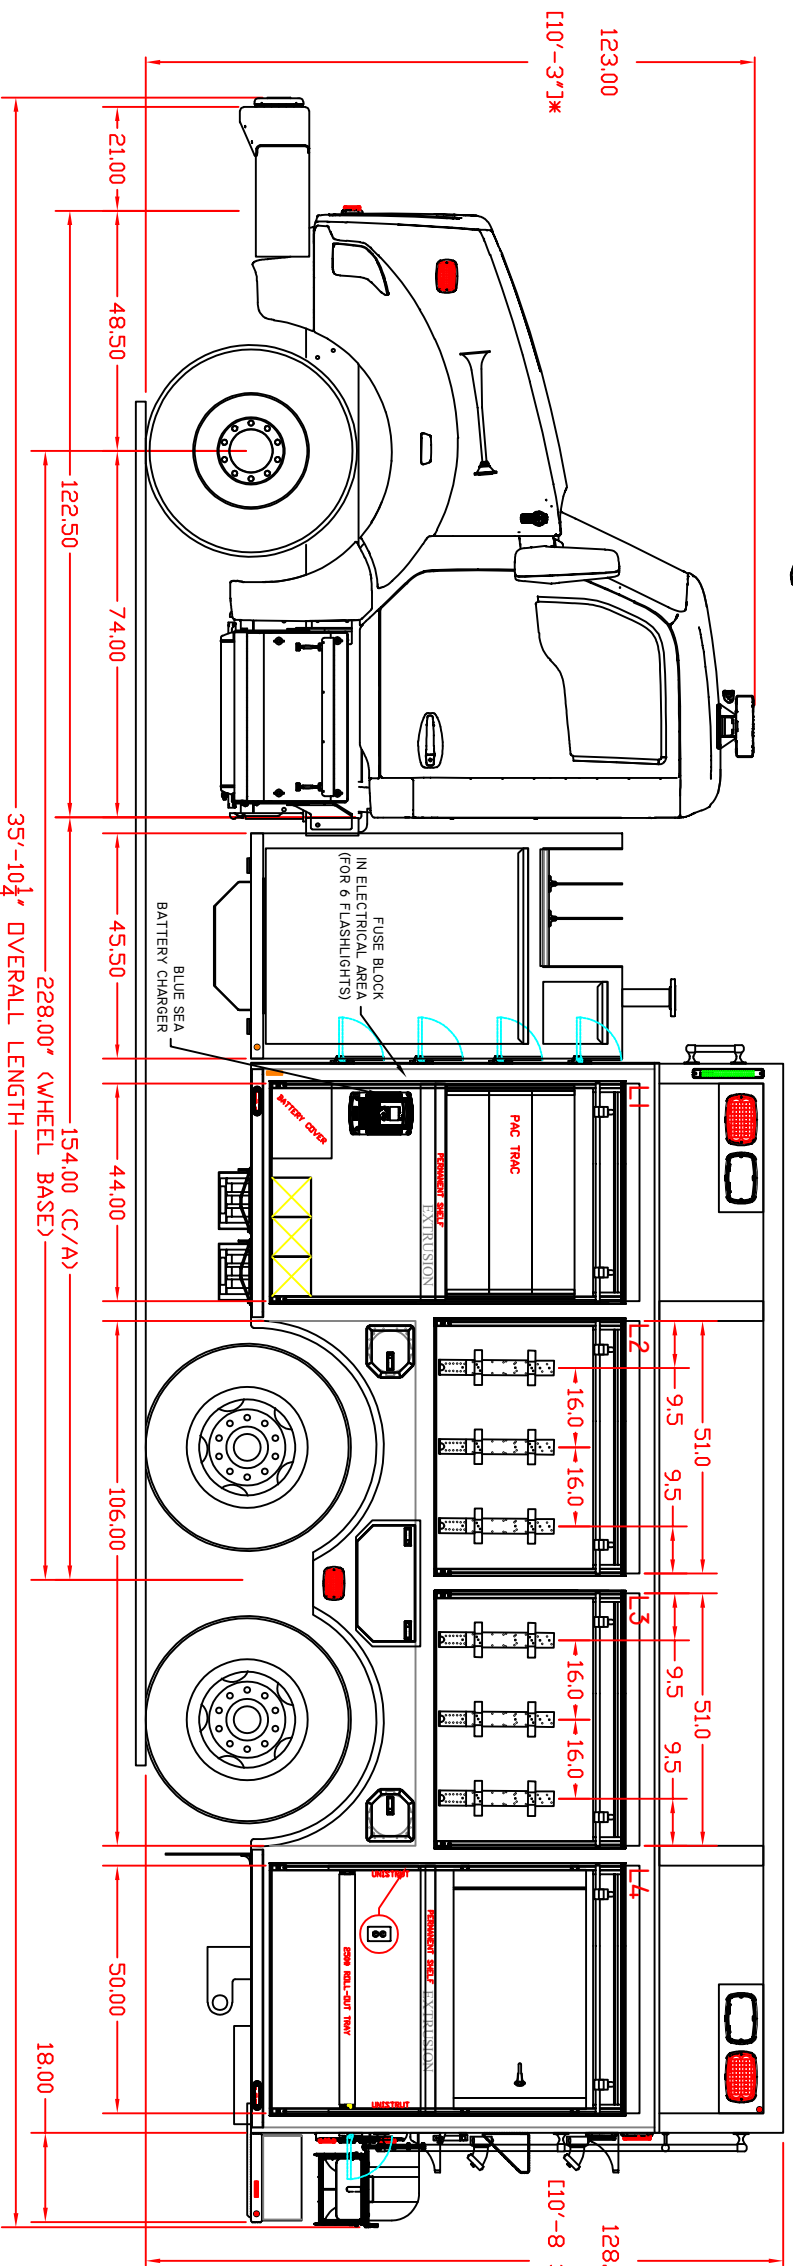 123.00
[10'-3"]*
128.
[10'-8
L1
L2
L3
L4
51.0
51.0
9.5
9.5
9.5
9.5
16.0
16.0
16.0
16.0
PAC TRAC
PERMANENT SHELF
EXTRUSION
BATTERY COVER
FUSE BLOCK
IN ELECTRICAL AREA
(FOR 6 FLASHLIGHTS)
BLUE SEA
BATTERY CHARGER
PERMANENT SHELF
EXTRUSION
UNISTRUT
UNISTRUT
2500 ROLL-OUT TRAY
21.00
48.50
74.00
45.50
44.00
106.00
50.00
18.00
122.50
154.00 (C/A)
228.00" (WHEEL BASE)
35'-10 1/4" OVERALL LENGTH